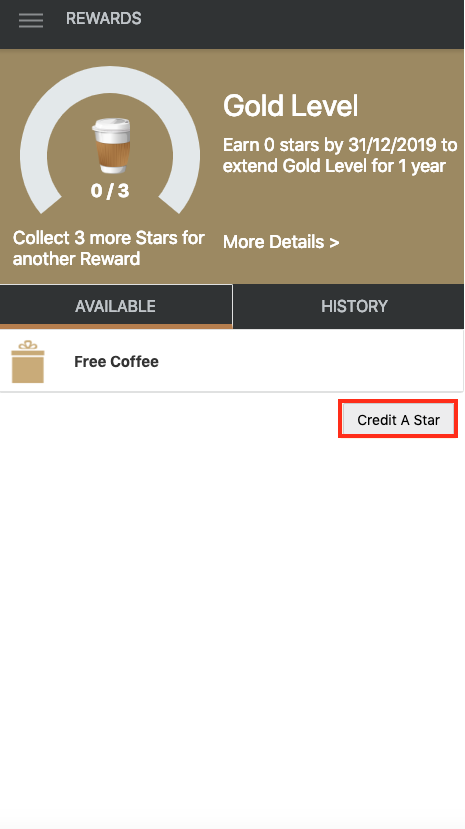 REWARDS
Gold Level
Earn 0 stars by 31/12/2019 to
extend Gold Level for 1 year
0 / 3
Collect 3 more Stars for
another Reward
More Details >
AVAILABLE
HISTORY
Free Coffee
Credit A Star